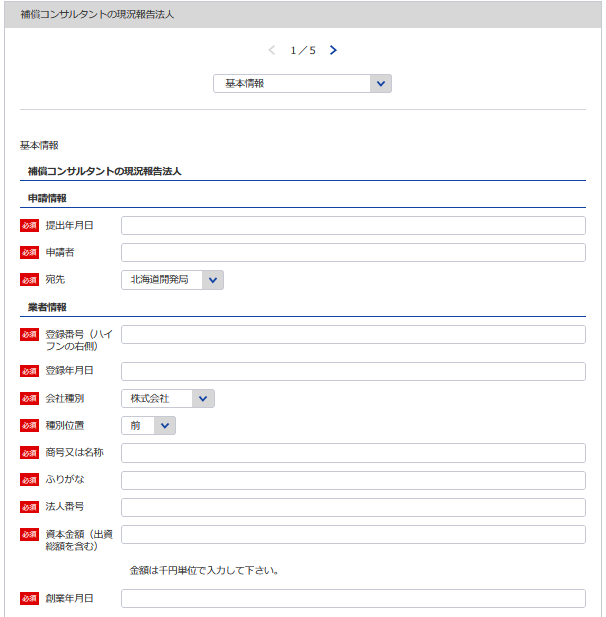 補償コンサルタントの現況報告法人
1／5
基本情報
基本情報
補償コンサルタントの現況報告法人
申請情報
必須 提出年月日
必須 申請者
必須 宛先 北海道開発局
業者情報
必須 登録番号（ハイ
フンの右側）
必須 登録年月日
必須 会社種別 株式会社
必須 種別位置 前
必須 商号又は名称
必須 ふりがな
必須 法人番号
必須 資本金額（出資
総額を含む）
金額は千円単位で入力して下さい。
必須 創業年月日